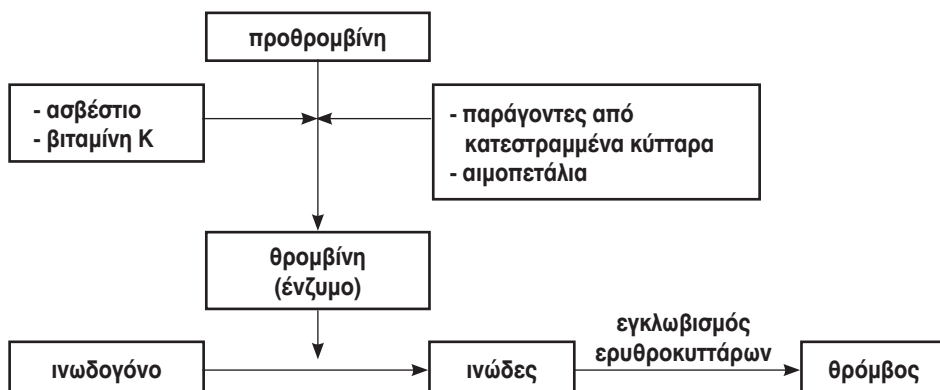 προθρομβίνη
- ασβέστιο
- βιταμίνη Κ
- παράγοντες από
κατεστραμμένα κύτταρα
- αιμοπετάλια
θρομβίνη
(ένζυμο)
ινωδογόνο
ινώδες
εγκλωβισμός
ερυθροκυττάρων
θρόμβος